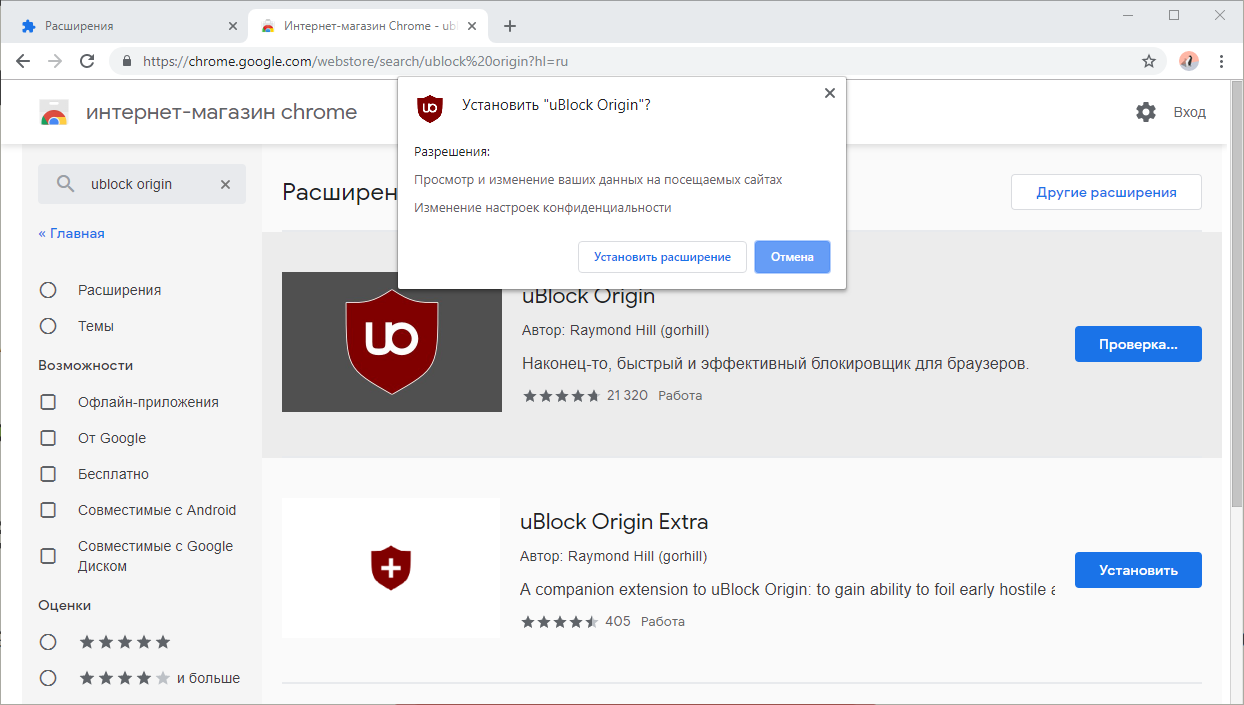 Расширения
Интернет-магазин Chrome - ubl
https://chrome.google.com/webstore/search/ublock%20origin?hl=ru
интернет-магазин chrome
Вход
uo
Установить "uBlock Origin"?
Разрешения:
Просмотр и изменение ваших данных на посещаемых сайтах
Изменение настроек конфиденциальности
Установить расширение
Отмена
ublock origin
« Главная
Расширения
Темы
Возможности
Офлайн-приложения
От Google
Бесплатно
Совместимые с Android
Совместимые с Google
Диском
Оценки
и больше
Расширен
Другие расширения
uo
uBlock Origin
Автор: Raymond Hill (gorhill)
Наконец-то, быстрый и эффективный блокировщик для браузеров.
21 320 Работа
Проверка...
uBlock Origin Extra
Автор: Raymond Hill (gorhill)
A companion extension to uBlock Origin: to gain ability to foil early hostile a
405 Работа
Установить